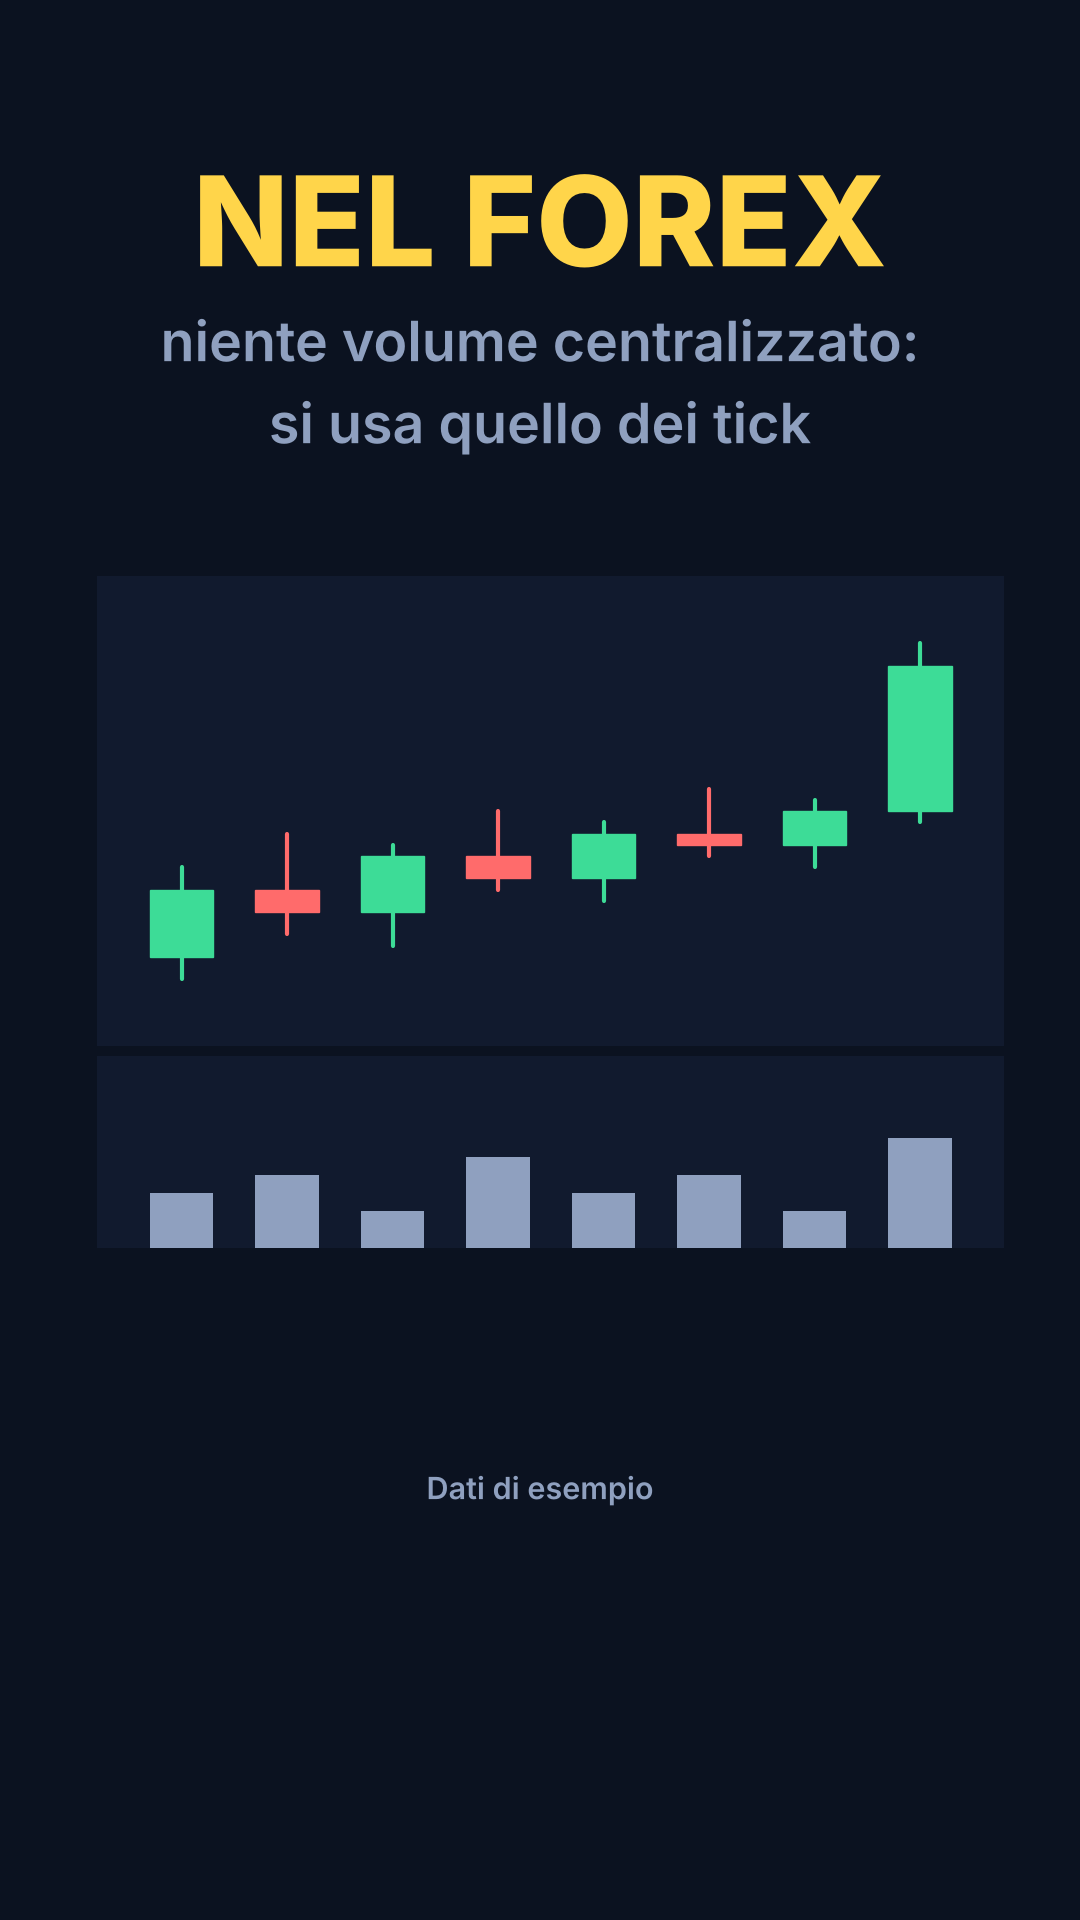 NEL FOREX
niente volume centralizzato:
si usa quello dei tick
Dati di esempio